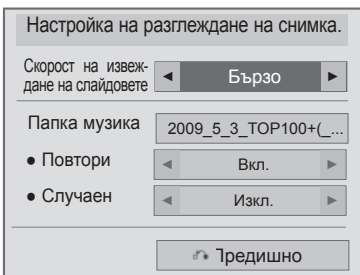 Настройка на разглеждане на снимка.
Скорост на извеж-
дане на слайдовете
◄ Бързо ►
Папка музика 2009_5_3_TOP100+(_...
● Повтори ◄ Вкл. ►
● Случаен ◄ Изкл. ►
Предишно